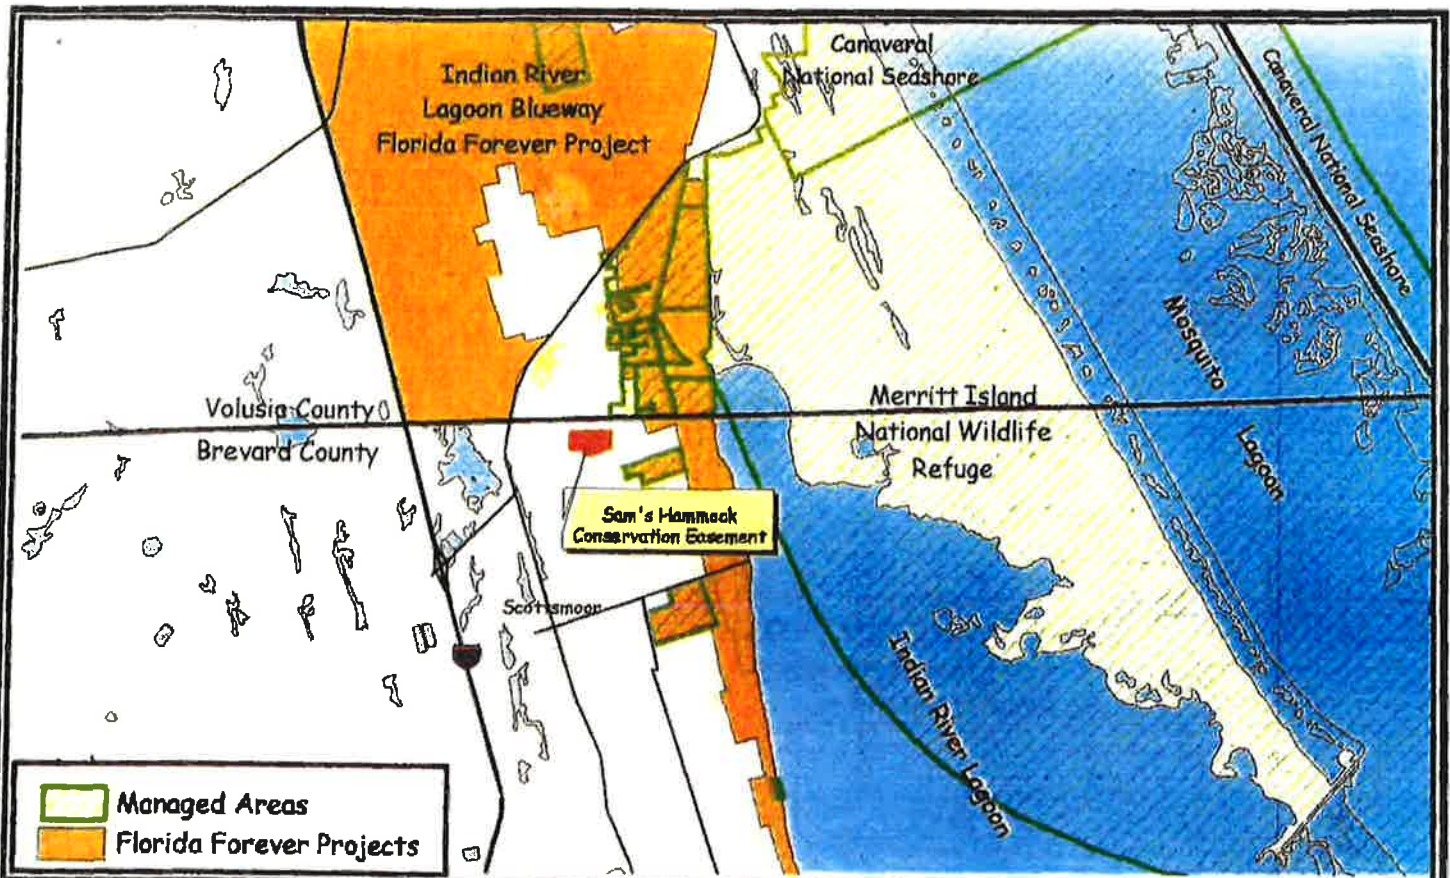 Canaveral
National Seashore
Indian River
Lagoon Blueway
Florida Forever Project
Canaveral National Seashore
Mosquito
Lagoon
Volusia County
Brevard County
Merritt Island
National Wildlife
Refuge
Sam's Hammock
Conservation Easement
Scottsmoor
Indian River Lagoon
Managed Areas
Florida Forever Projects